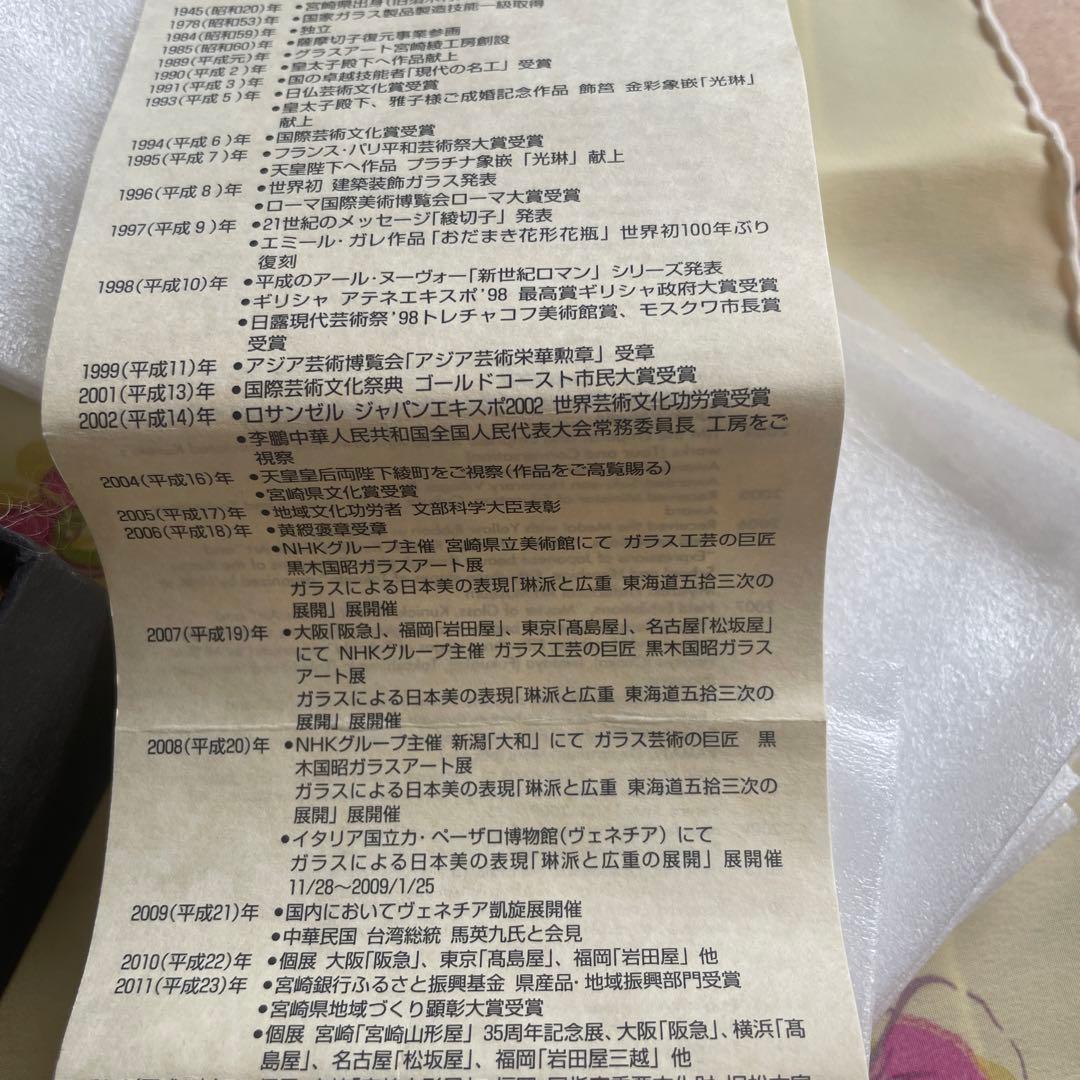 1945(昭和20)年 ●宮崎県出身
1978(昭和53)年 ●国家ガラス製品製造技能一級取得
1984(昭和59)年 ●独立
1985(昭和60)年 ●薩摩切子復元事業参画
1989(平成元)年 ●グラスアート宮崎綾工房創設
1990(平成2)年 ●皇太子殿下へ作品献上
1991(平成3)年 ●国の卓越技能者「現代の名工」受賞
1993(平成5)年 ●日仏芸術文化賞受賞
●皇太子殿下、雅子様ご成婚記念作品 飾筥 金彩象嵌「光琳」
献上
1994(平成6)年 ●国際芸術文化賞受賞
1995(平成7)年 ●フランス・パリ平和芸術祭大賞受賞
●天皇陛下へ作品 プラチナ象嵌「光琳」献上
1996(平成8)年 ●世界初 建築装飾ガラス発表
●ローマ国際美術博覧会ローマ大賞受賞
1997(平成9)年 ●21世紀のメッセージ「綾切子」発表
●エミール・ガレ作品「おだまき花形花瓶」世界初100年ぶり
復刻
1998(平成10)年 ●平成のアール・ヌーヴォー「新世紀ロマン」シリーズ発表
●ギリシャ アテネエキスポ'98 最高賞ギリシャ政府大賞受賞
●日露現代芸術祭'98トレチャコフ美術館賞、モスクワ市長賞
受賞
1999(平成11)年 ●アジア芸術博覧会「アジア芸術栄華勲章」受章
2001(平成13)年 ●国際芸術文化祭典 ゴールドコースト市民大賞受賞
2002(平成14)年 ●ロサンゼル ジャパンエキスポ2002 世界芸術文化功労賞受賞
●李鵬中華人民共和国全国人民代表大会常務委員長 工房をご
視察
2004(平成16)年 ●天皇皇后両陛下綾町をご視察(作品をご高覧賜る)
●宮崎県文化賞受賞
2005(平成17)年 ●地域文化功労者 文部科学大臣表彰
2006(平成18)年 ●黄綬褒章受章
●NHKグループ主催 宮崎県立美術館にて ガラス工芸の巨匠
黒木国昭ガラスアート展
ガラスによる日本美の表現「琳派と広重 東海道五拾三次の
展開」展開催
2007(平成19)年 ●大阪「阪急」、福岡「岩田屋」、東京「髙島屋」、名古屋「松坂屋」
にて NHKグループ主催 ガラス工芸の巨匠 黒木国昭ガラス
アート展
ガラスによる日本美の表現「琳派と広重 東海道五拾三次の
展開」展開催
2008(平成20)年 ●NHKグループ主催 新潟「大和」にて ガラス芸術の巨匠 黒
木国昭ガラスアート展
ガラスによる日本美の表現「琳派と広重 東海道五拾三次の
展開」展開催
●イタリア国立カ・ペーザロ博物館(ヴェネチア)にて
ガラスによる日本美の表現「琳派と広重の展開」展開催
11/28〜2009/1/25
2009(平成21)年 ●国内においてヴェネチア凱旋展開催
●中華民国 台湾総統 馬英九氏と会見
2010(平成22)年 ●個展 大阪「阪急」、東京「髙島屋」、福岡「岩田屋」他
2011(平成23)年 ●宮崎銀行ふるさと振興基金 県産品・地域振興部門受賞
●宮崎県地域づくり顕彰大賞受賞
●個展 宮崎「宮崎山形屋」35周年記念展、大阪「阪急」、横浜「髙
島屋」、名古屋「松坂屋」、福岡「岩田屋三越」他